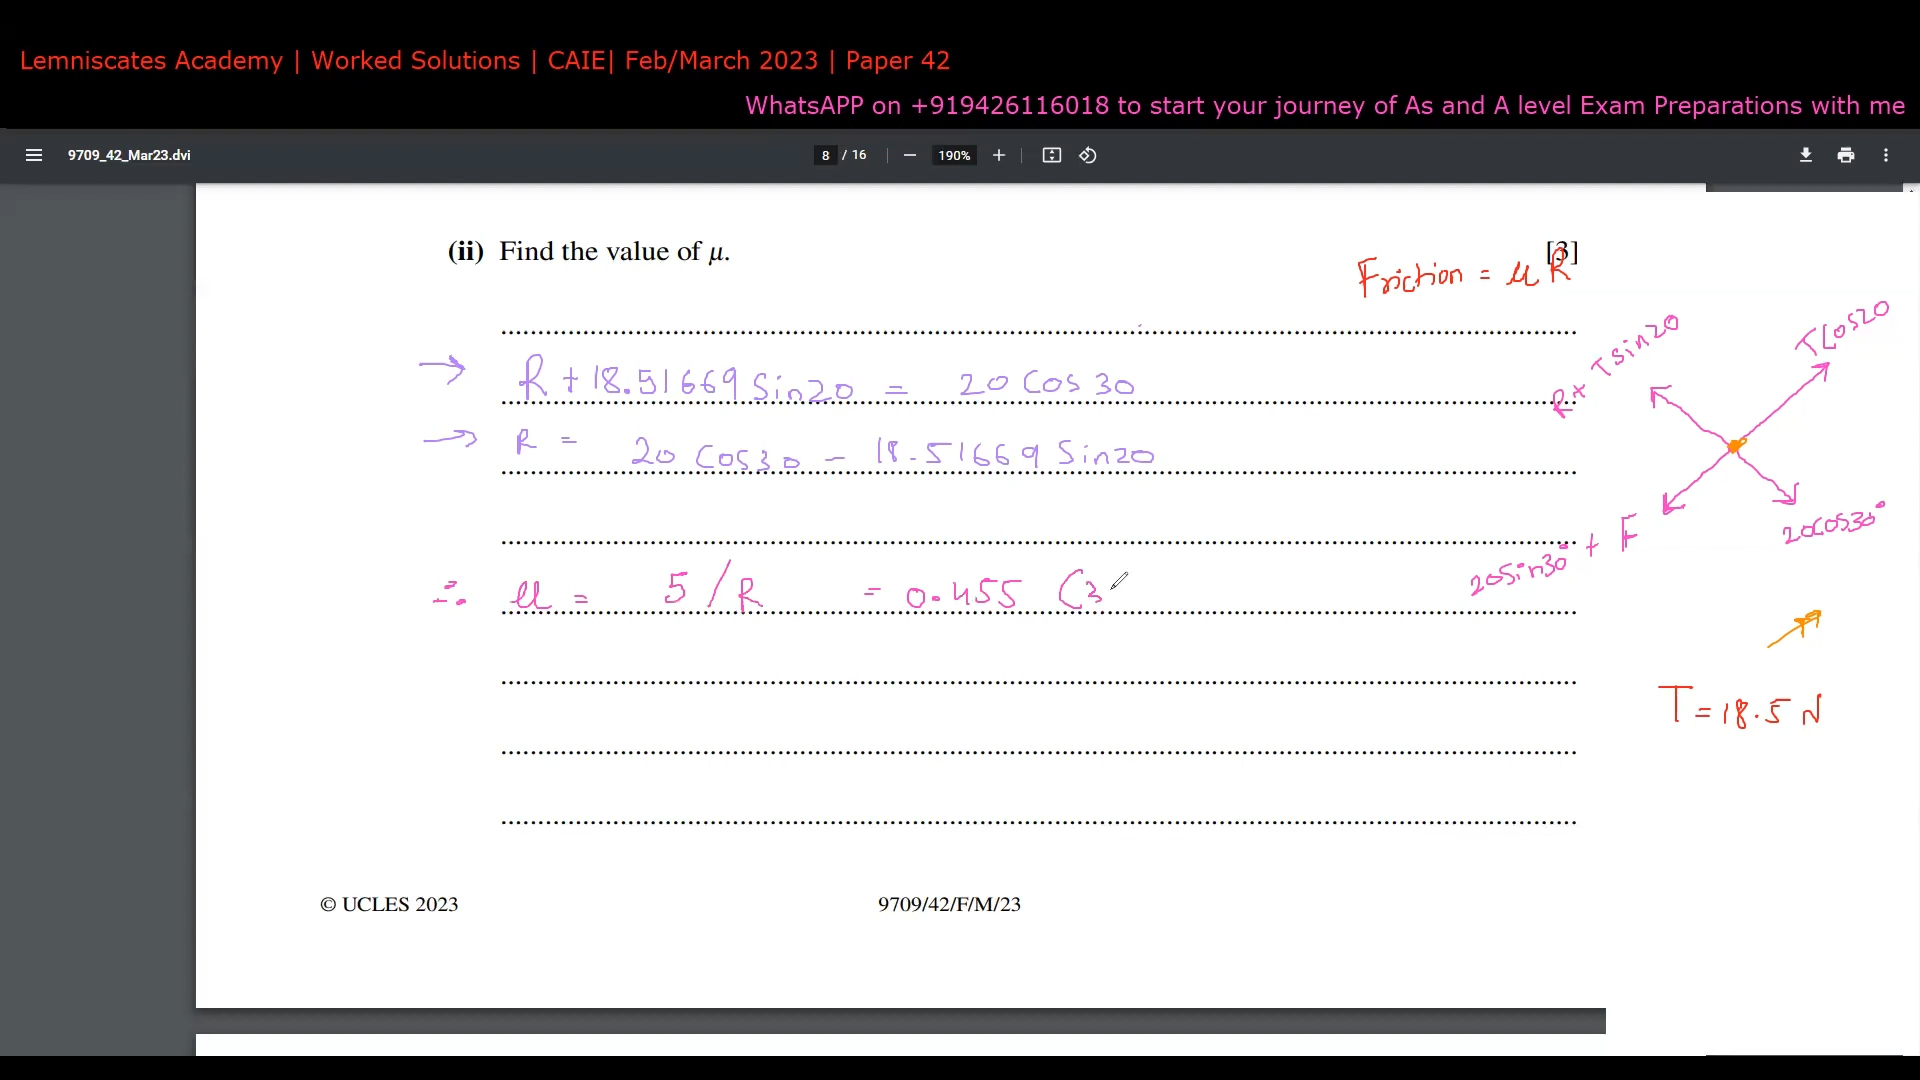 Lemniscates Academy | Worked Solutions | CAIE| Feb/March 2023 | Paper 42
WhatsAPP on +919426116018 to start your journey of As and A level Exam Preparations with me
9709_42_Mar23.dvi
8 / 16
190%
(ii) Find the value of μ. [3]
Friction = μR
R + 18.51669 Sin20 = 20 Cos 30
R = 20 Cos30 - 18.51669 Sin20
∴ μ = 5 / R = 0.455 (3
R + Tsin20
TCos20
20Sin30° + F
20Cos30°
T = 18.5 N
© UCLES 2023
9709/42/F/M/23